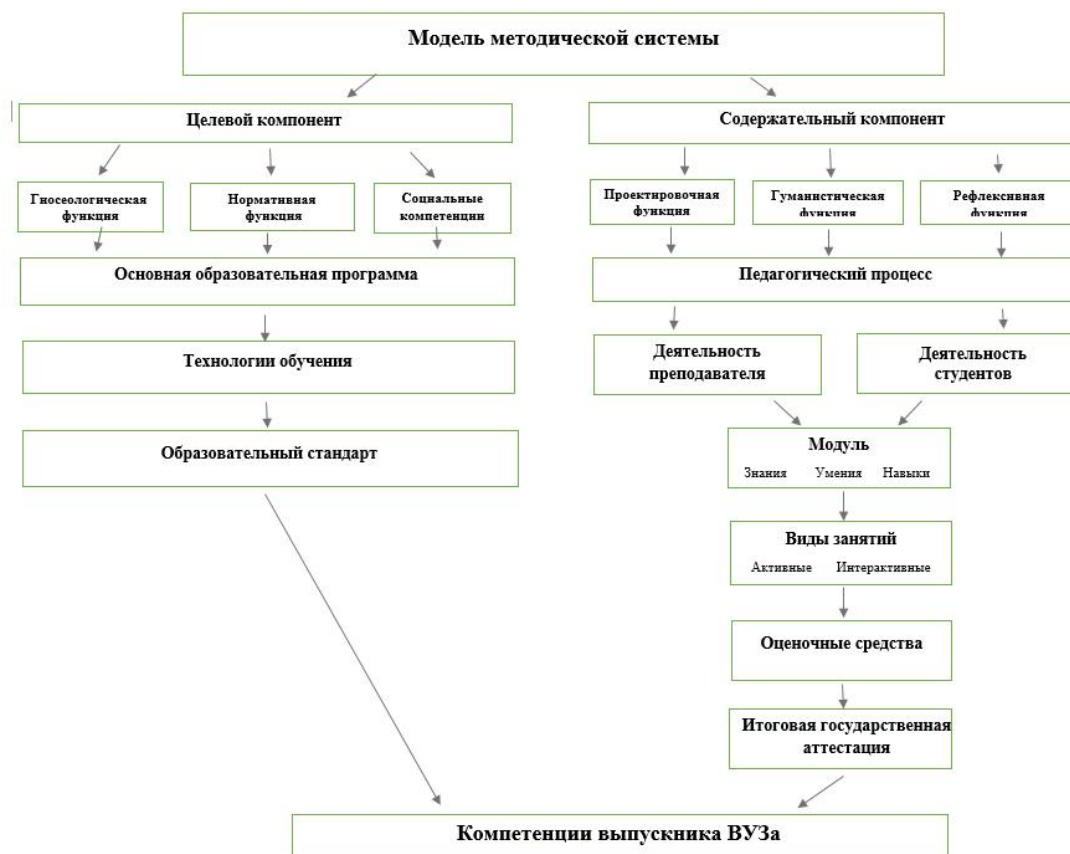 Модель методической системы
Целевой компонент
Содержательный компонент
Гносеологическая
функция
Нормативная
функция
Социальные
компетенции
Проектировочная
функция
Гуманистическая
функция
Рефлексивная
функция
Основная образовательная программа
Педагогический процесс
Технологии обучения
Деятельность
преподавателя
Деятельность
студентов
Образовательный стандарт
Модуль
Знания Умения Навыки
Виды занятий
Активные Интерактивные
Оценочные средства
Итоговая государственная
аттестация
Компетенции выпускника ВУЗа